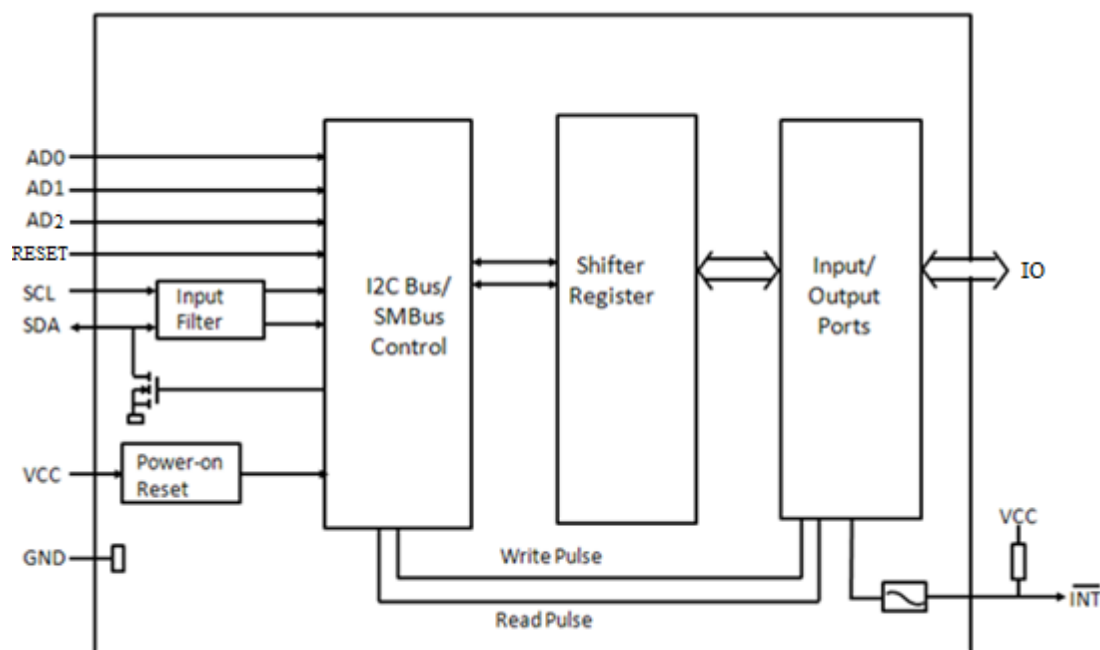 AD0
AD1
AD2
RESET
SCL
SDA
Input
Filter
VCC
Power-on
Reset
GND
I2C Bus/
SMBus
Control
Shifter
Register
Input/
Output
Ports
IO
Write Pulse
Read Pulse
VCC
INT